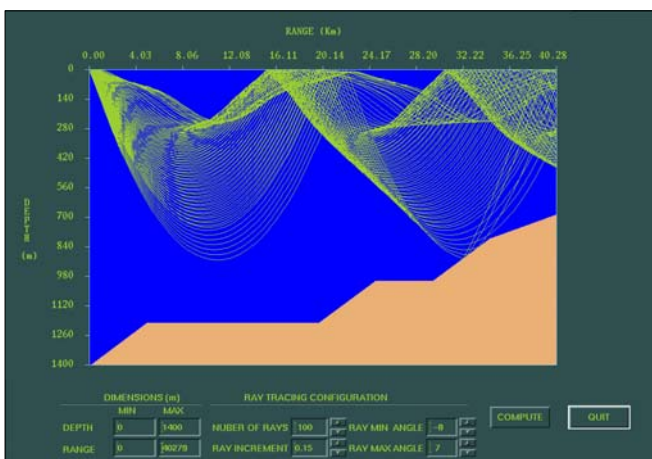 RANGE (Km)
0.00 4.03 8.06 12.08 16.11 20.14 24.17 28.20 32.22 36.25 40.28
0
140
280
420
560
700
840
980
1120
1260
1400
DEPTH
(m)
DIMENSIONS (m)
RAY TRACING CONFIGURATION
MIN MAX
DEPTH 0 1400 NUBER OF RAYS 100 RAY MIN ANGLE -8
RANGE 0 40278 RAY INCREMENT 0.15 RAY MAX ANGLE 7
COMPUTE
QUIT